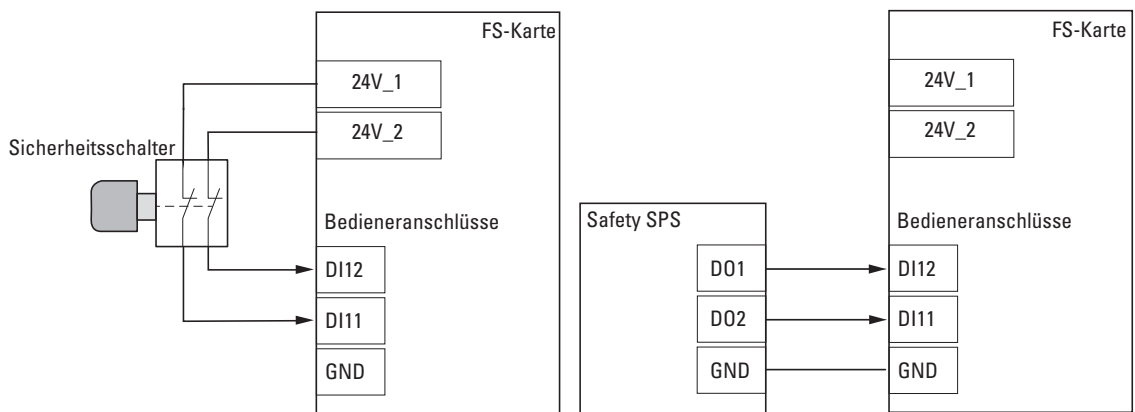 FS-Karte
24V_1
24V_2
Sicherheitsschalter
Bedieneranschlüsse
DI12
DI11
GND
Safety SPS
DO1
DO2
GND
FS-Karte
24V_1
24V_2
Bedieneranschlüsse
DI12
DI11
GND